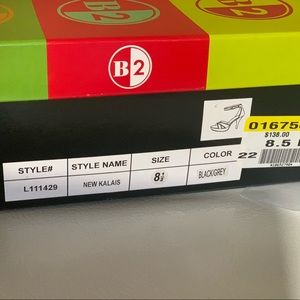 B2
B2
01675
$138.00
8.5
STYLE# STYLE NAME SIZE COLOR
22
L111429 NEW KALAIS 8½ BLACK/GREY